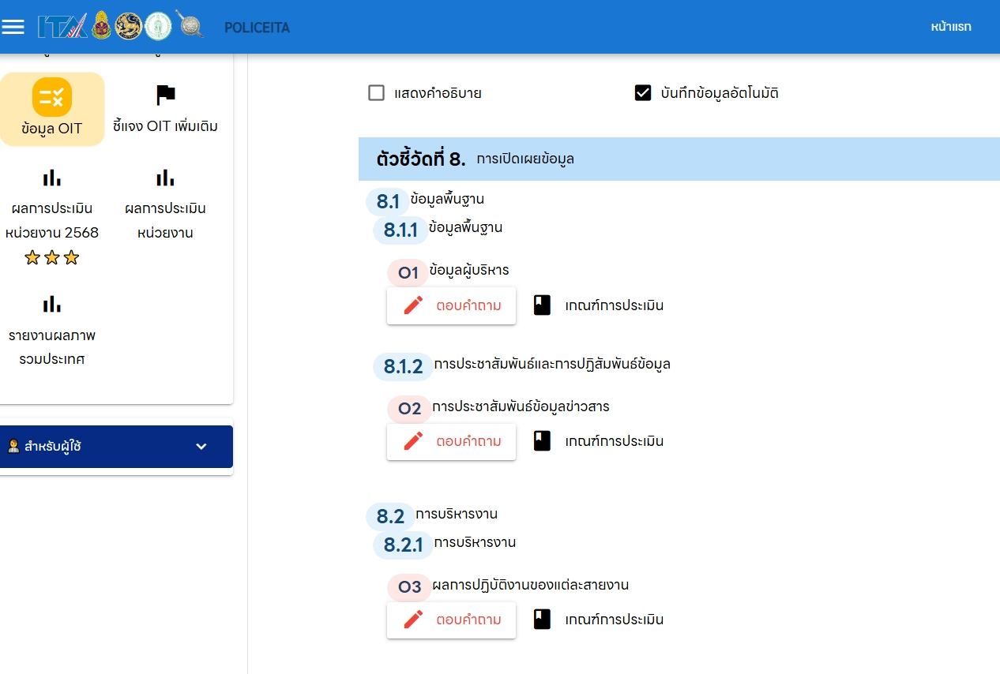 ITA
POLICEITA
หน้าแรก
ข้อมูล OIT
ชี้แจง OIT เพิ่มเติม
ผลการประเมิน
หน่วยงาน 2568
ผลการประเมิน
หน่วยงาน
รายงานผลภาพ
รวมประเทศ
สำหรับผู้ใช้
แสดงคำอธิบาย
บันทึกข้อมูลอัตโนมัติ
ตัวชี้วัดที่ 8. การเปิดเผยข้อมูล
8.1 ข้อมูลพื้นฐาน
8.1.1 ข้อมูลพื้นฐาน
O1 ข้อมูลผู้บริหาร
ตอบคำถาม เกณฑ์การประเมิน
8.1.2 การประชาสัมพันธ์และการปฏิสัมพันธ์ข้อมูล
O2 การประชาสัมพันธ์ข้อมูลข่าวสาร
ตอบคำถาม เกณฑ์การประเมิน
8.2 การบริหารงาน
8.2.1 การบริหารงาน
O3 ผลการปฏิบัติงานของแต่ละสายงาน
ตอบคำถาม เกณฑ์การประเมิน